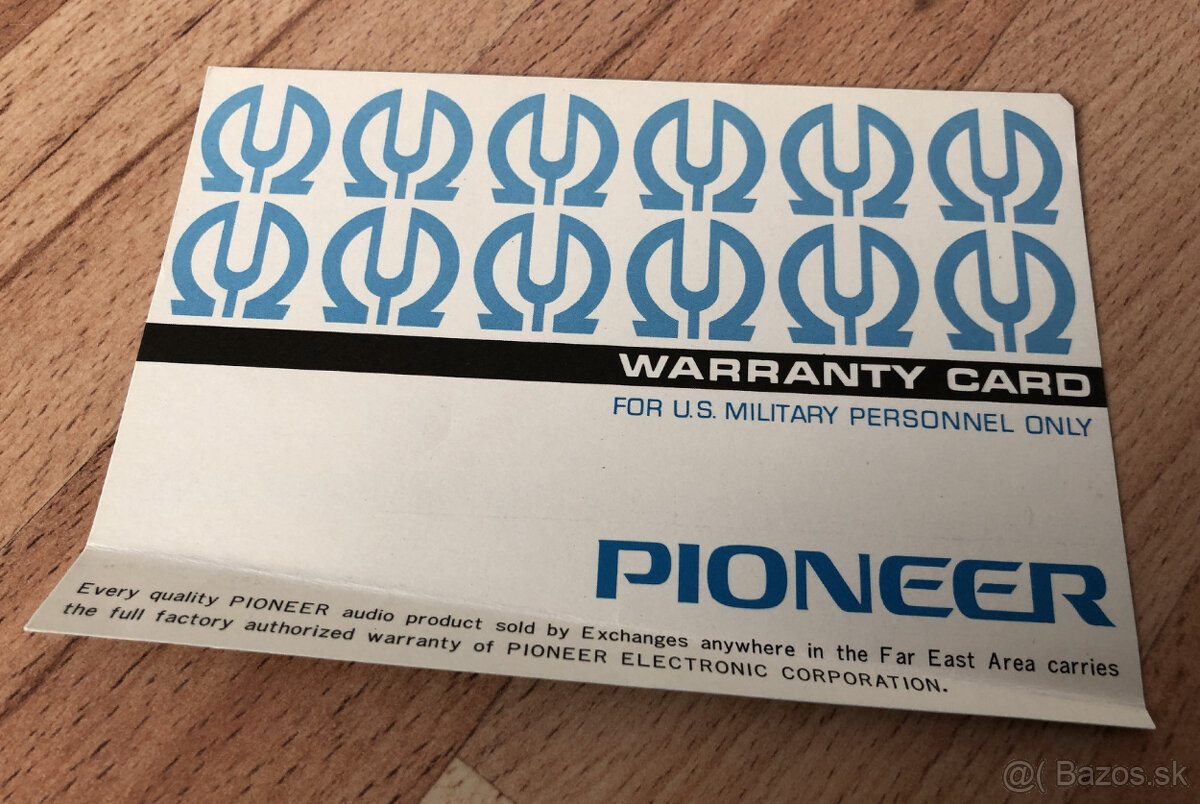 WARRANTY CARD
FOR U.S. MILITARY PERSONNEL ONLY
PIONEER
Every quality PIONEER audio product sold by Exchanges anywhere in the Far East Area carries
the full factory authorized warranty of PIONEER ELECTRONIC CORPORATION.
@( Bazos.sk